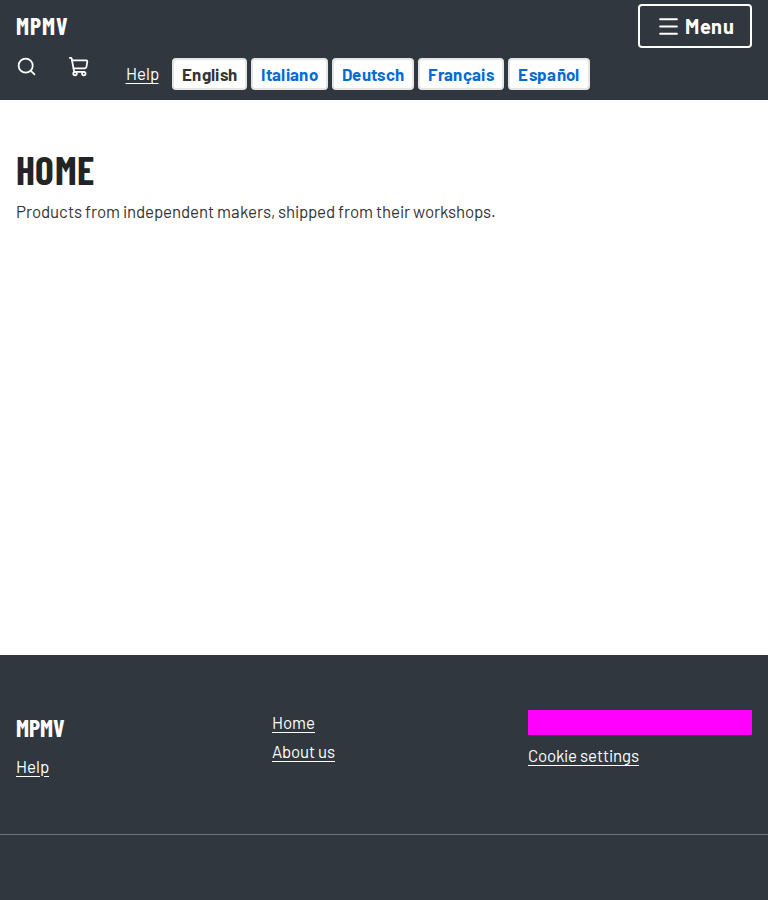 MPMV
Menu
Help English Italiano Deutsch Français Español
HOME
Products from independent makers, shipped from their workshops.
MPMV
Help
Home
About us
Cookie settings